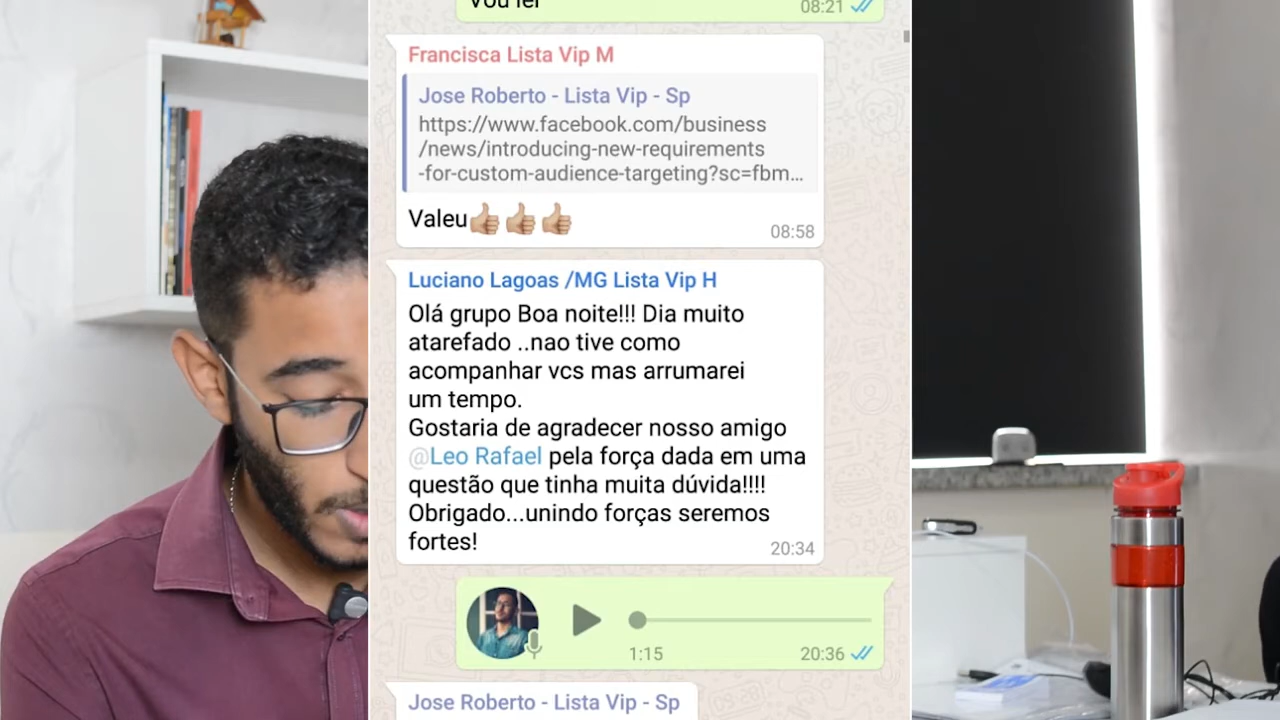 Vou lei
08:21
Francisca Lista Vip M
Jose Roberto - Lista Vip - Sp
https://www.facebook.com/business
/news/introducing-new-requirements
-for-custom-audience-targeting?sc=fbm...
Valeu👍🏼👍🏼👍🏼
08:58
Luciano Lagoas /MG Lista Vip H
Olá grupo Boa noite!!! Dia muito
atarefado ..nao tive como
acompanhar vcs mas arrumarei
um tempo.
Gostaria de agradecer nosso amigo
@Leo Rafael pela força dada em uma
questão que tinha muita dúvida!!!!
Obrigado...unindo forças seremos
fortes!
20:34
1:15
20:36
Jose Roberto - Lista Vip - Sp